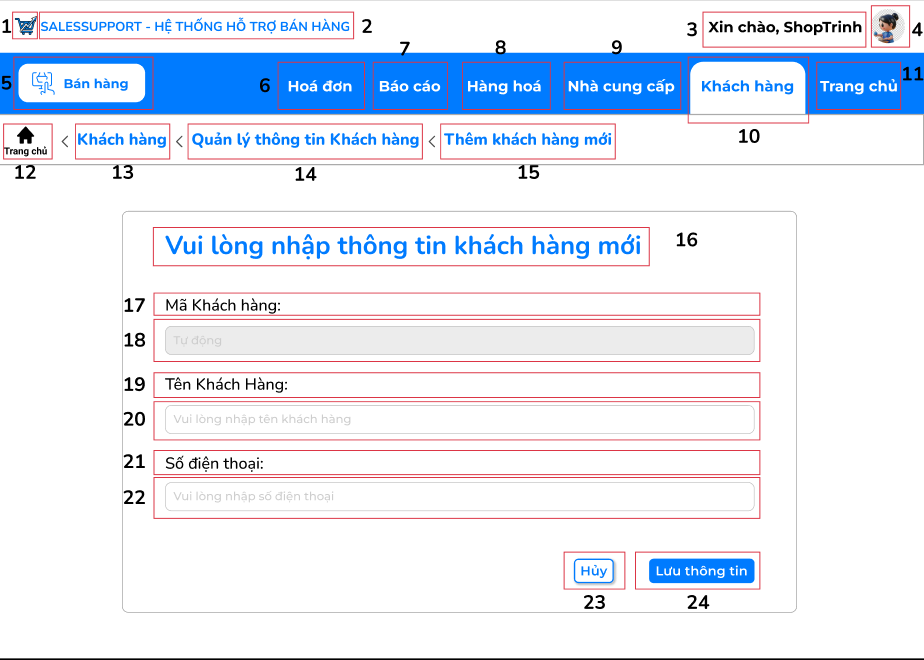 1 SALESSUPPORT - HỆ THỐNG HỖ TRỢ BÁN HÀNG 2 3 Xin chào, ShopTrinh 4
7 8 9
5 Bán hàng 6 Hoá đơn Báo cáo Hàng hoá Nhà cung cấp Khách hàng Trang chủ 11
10
Trang chủ < Khách hàng < Quản lý thông tin Khách hàng < Thêm khách hàng mới
12 13 14 15
Vui lòng nhập thông tin khách hàng mới 16
17 Mã Khách hàng:
18 Tự động
19 Tên Khách Hàng:
20 Vui lòng nhập tên khách hàng
21 Số điện thoại:
22 Vui lòng nhập số điện thoại
Hủy Lưu thông tin
23 24